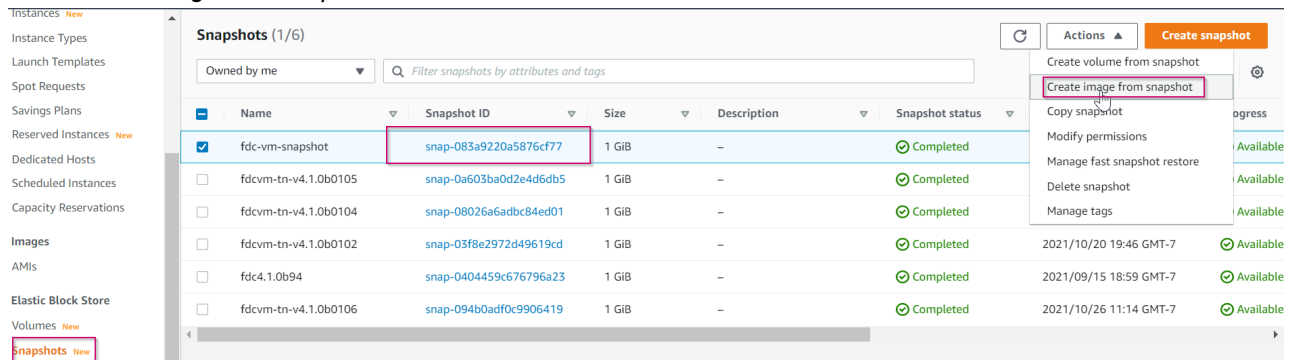 Instances New
Instance Types
Launch Templates
Spot Requests
Savings Plans
Reserved Instances New
Dedicated Hosts
Scheduled Instances
Capacity Reservations
Images
AMIs
Elastic Block Store
Volumes New
Snapshots New
Snapshots (1/6)
Actions
Create snapshot
Owned by me
Filter snapshots by attributes and tags
Create volume from snapshot
Create image from snapshot
Copy snapshot
Modify permissions
Manage fast snapshot restore
Delete snapshot
Manage tags
Name Snapshot ID Size Description Snapshot status ogress
fdc-vm-snapshot snap-083a9220a5876cf77 1 GiB – Completed Available
fdcvm-tn-v4.1.0b0105 snap-0a603ba0d2e4d6db5 1 GiB – Completed Available
fdcvm-tn-v4.1.0b0104 snap-08026a6adbc84ed01 1 GiB – Completed Available
fdcvm-tn-v4.1.0b0102 snap-03f8e2972d49619cd 1 GiB – Completed 2021/10/20 19:46 GMT-7 Available
fdc4.1.0b94 snap-0404459c676796a23 1 GiB – Completed 2021/09/15 18:59 GMT-7 Available
fdcvm-tn-v4.1.0b0106 snap-094b0adf0c9906419 1 GiB – Completed 2021/10/26 11:14 GMT-7 Available